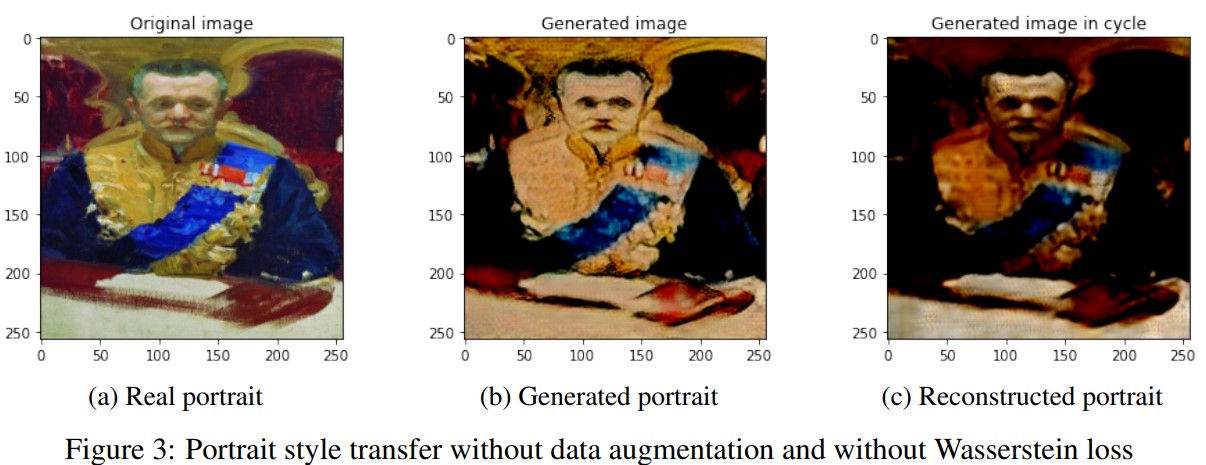 Original image
Generated image
Generated image in cycle
0
50
100
150
200
250
0 50 100 150 200 250
0
50
100
150
200
250
0 50 100 150 200 250
0
50
100
150
200
250
0 50 100 150 200 250
(a) Real portrait
(b) Generated portrait
(c) Reconstructed portrait
Figure 3: Portrait style transfer without data augmentation and without Wasserstein loss